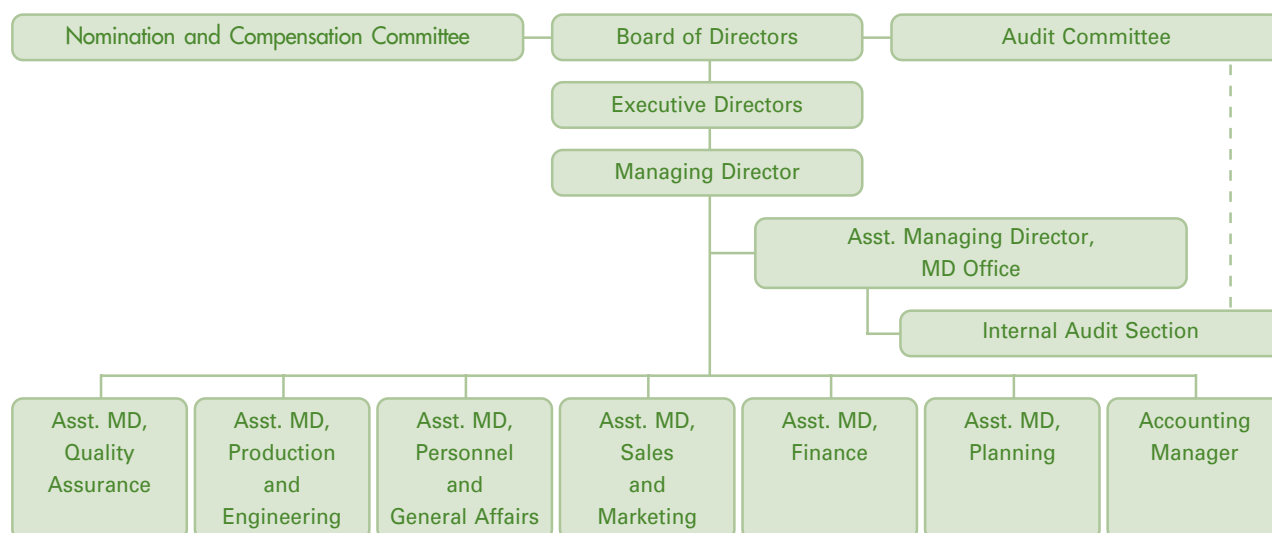 Nomination and Compensation Committee
Board of Directors
Audit Committee
Executive Directors
Managing Director
Asst. Managing Director,
MD Office
Internal Audit Section
Asst. MD,
Quality
Assurance
Asst. MD,
Production
and
Engineering
Asst. MD,
Personnel
and
General Affairs
Asst. MD,
Sales
and
Marketing
Asst. MD,
Finance
Asst. MD,
Planning
Accounting
Manager